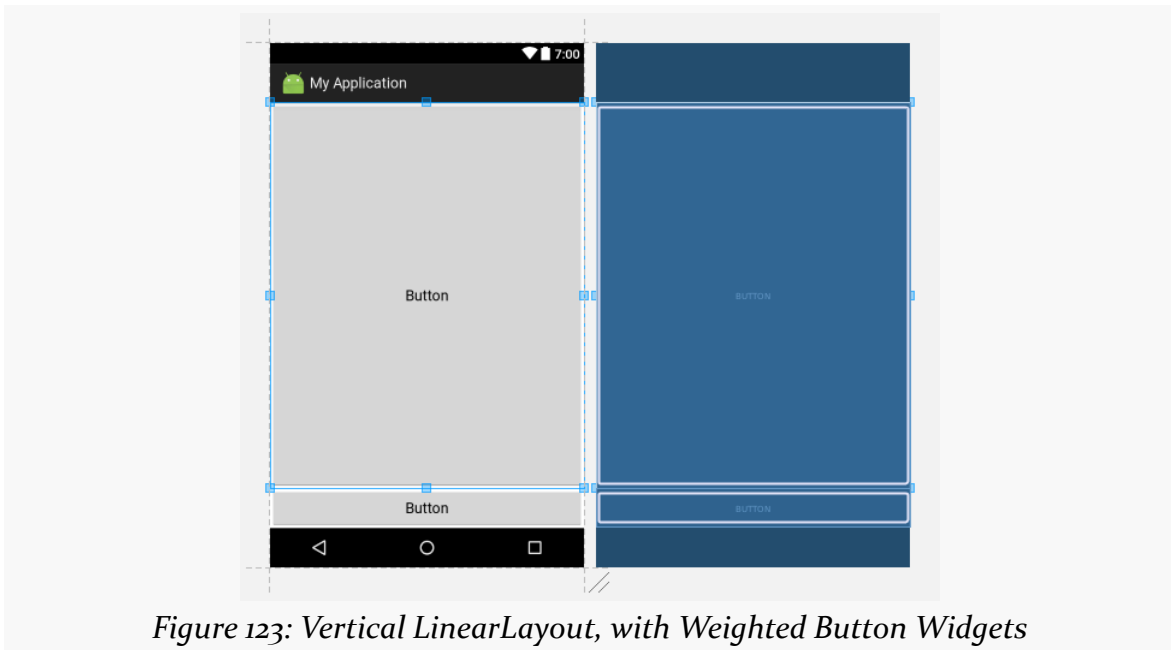 7:00
My Application
Button
BUTTON
Button
BUTTON
Figure 123: Vertical LinearLayout, with Weighted Button Widgets